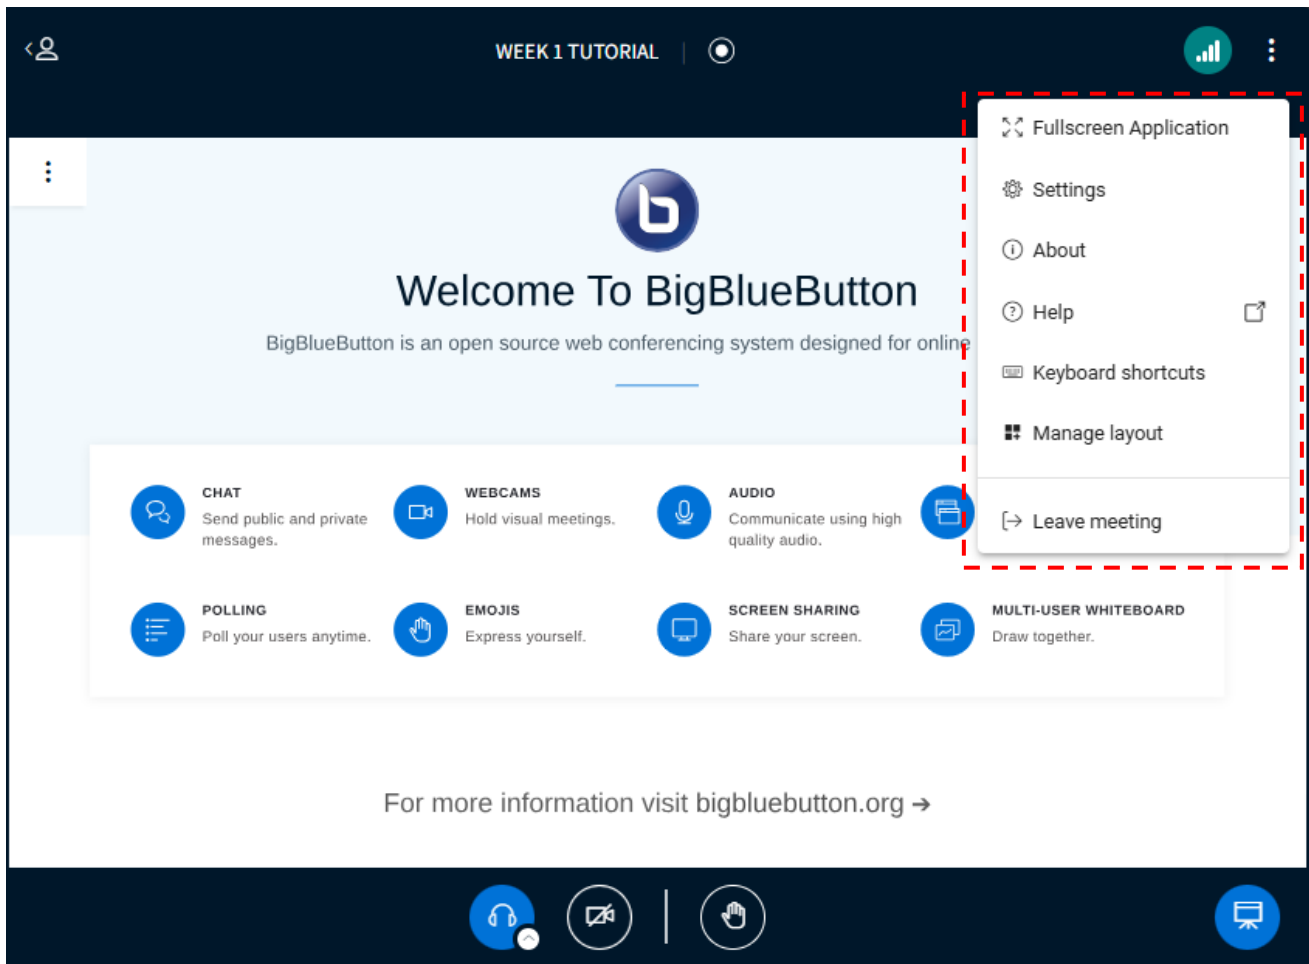 WEEK 1 TUTORIAL
Fullscreen Application
Settings
About
Help
Keyboard shortcuts
Manage layout
Leave meeting
Welcome To BigBlueButton
BigBlueButton is an open source web conferencing system designed for online
CHAT
Send public and private
messages.
WEBCAMS
Hold visual meetings.
AUDIO
Communicate using high
quality audio.
POLLING
Poll your users anytime.
EMOJIS
Express yourself.
SCREEN SHARING
Share your screen.
MULTI-USER WHITEBOARD
Draw together.
For more information visit bigbluebutton.org →